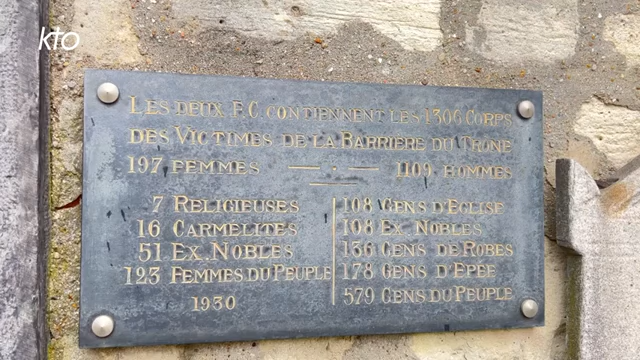 kto
LES DEUX F.C CONTIENNENT LES 1306 CORPS
DES VICTIMES DE LA BARRIERE DU TRONE
197 FEMMES — . — 1109 HOMMES
7 RELIGIEUSES
16 CARMELITES
51 EX. NOBLES
123 FEMMES DU PEUPLE
1930
108 GENS D'EGLISE
108 EX. NOBLES
136 GENS DE ROBES
178 GENS D'EPEE
579 GENS DU PEUPLE